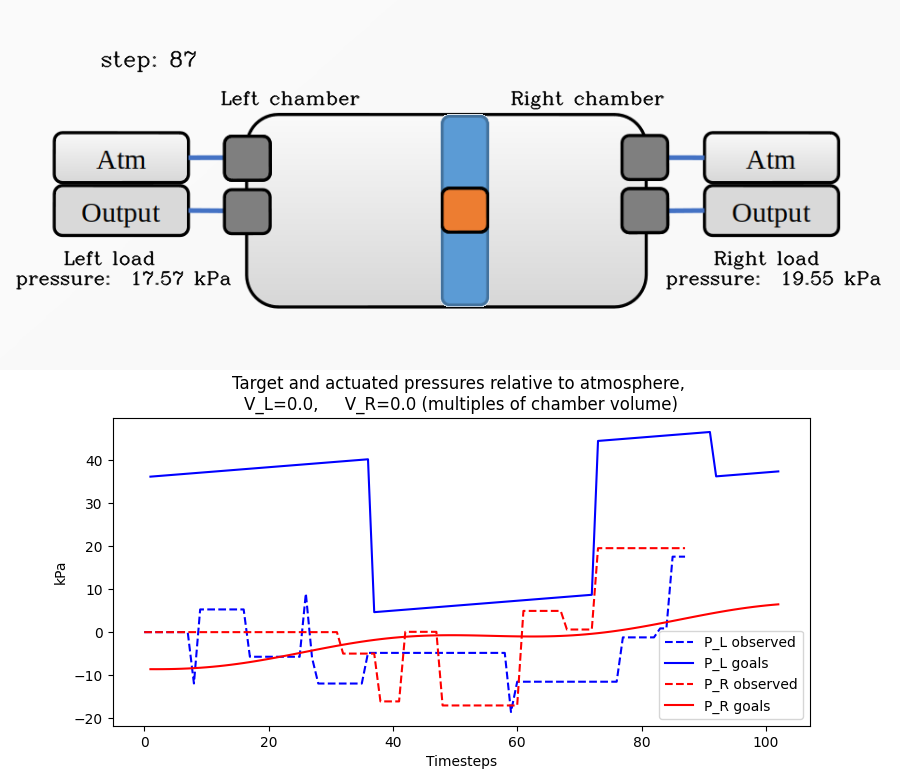 step: 87
Left chamber
Right chamber
Atm
Atm
Output
Output
Left load
pressure: 17.57 kPa
Right load
pressure: 19.55 kPa
Target and actuated pressures relative to atmosphere,
V_L=0.0, V_R=0.0 (multiples of chamber volume)
kPa
40
30
20
10
0
−10
−20
P_L observed
P_L goals
P_R observed
P_R goals
0 20 40 60 80 100
Timesteps